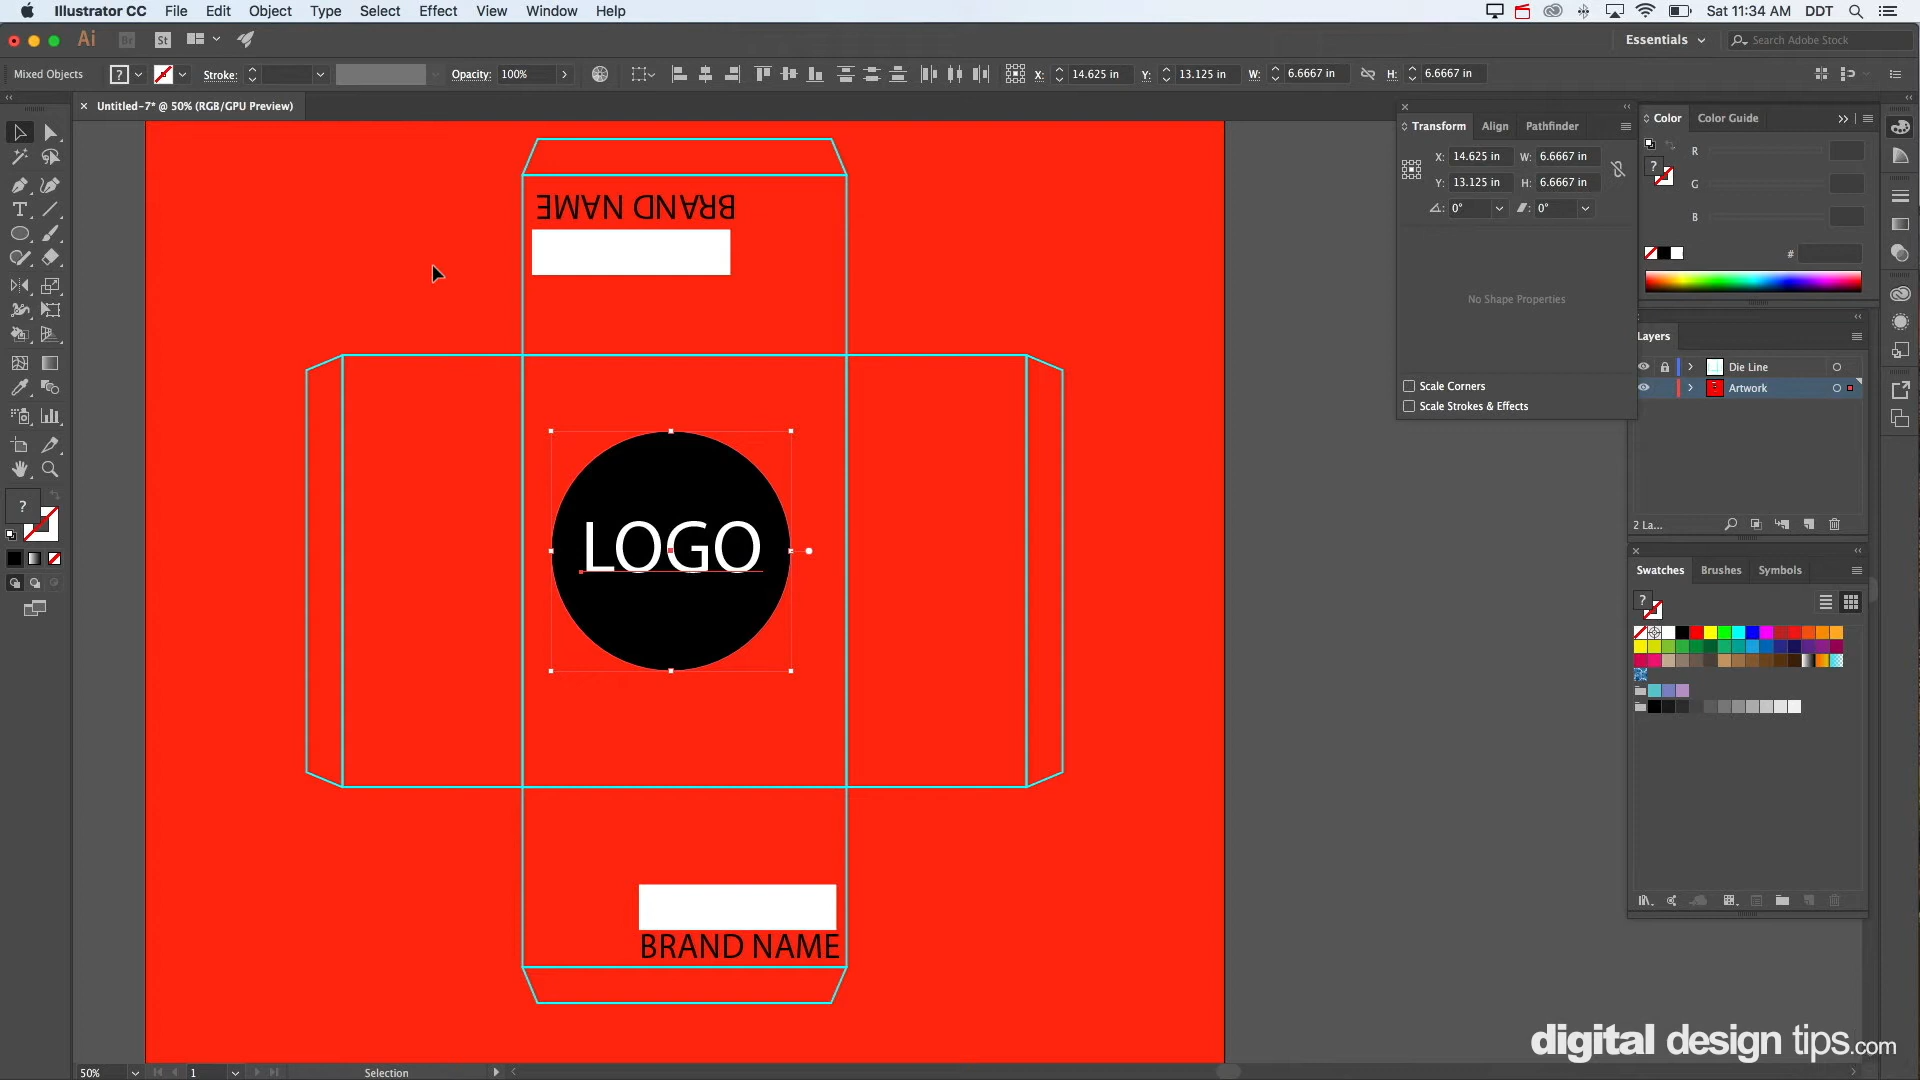 Illustrator CC File Edit Object Type Select Effect View Window Help
Sat 11:34 AM DDT
Ai Br St
Essentials
Search Adobe Stock
Mixed Objects ? Stroke: Opacity: 100% X: 14.625 in Y: 13.125 in W: 6.6667 in H: 6.6667 in
Untitled-7* @ 50% (RGB/GPU Preview)
Transform Align Pathfinder
X: 14.625 in W: 6.6667 in
Y: 13.125 in H: 6.6667 in
0° 0°
No Shape Properties
Scale Corners
Scale Strokes & Effects
Color Color Guide
?
R
G
B
#
Layers
Die Line
Artwork
2 La...
Swatches Brushes Symbols
?
?
BRAND NAME
LOGO
BRAND NAME
digital design tips.com
50% 1 Selection